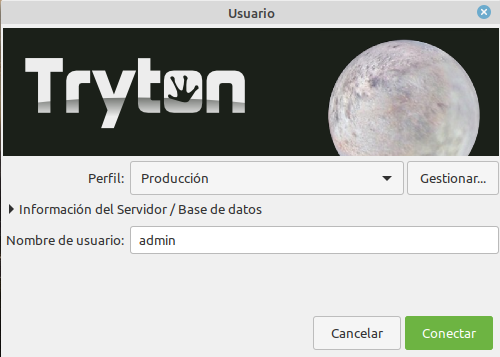 Usuario
Tryton
Perfil: Producción Gestionar...
Información del Servidor / Base de datos
Nombre de usuario: admin
Cancelar Conectar